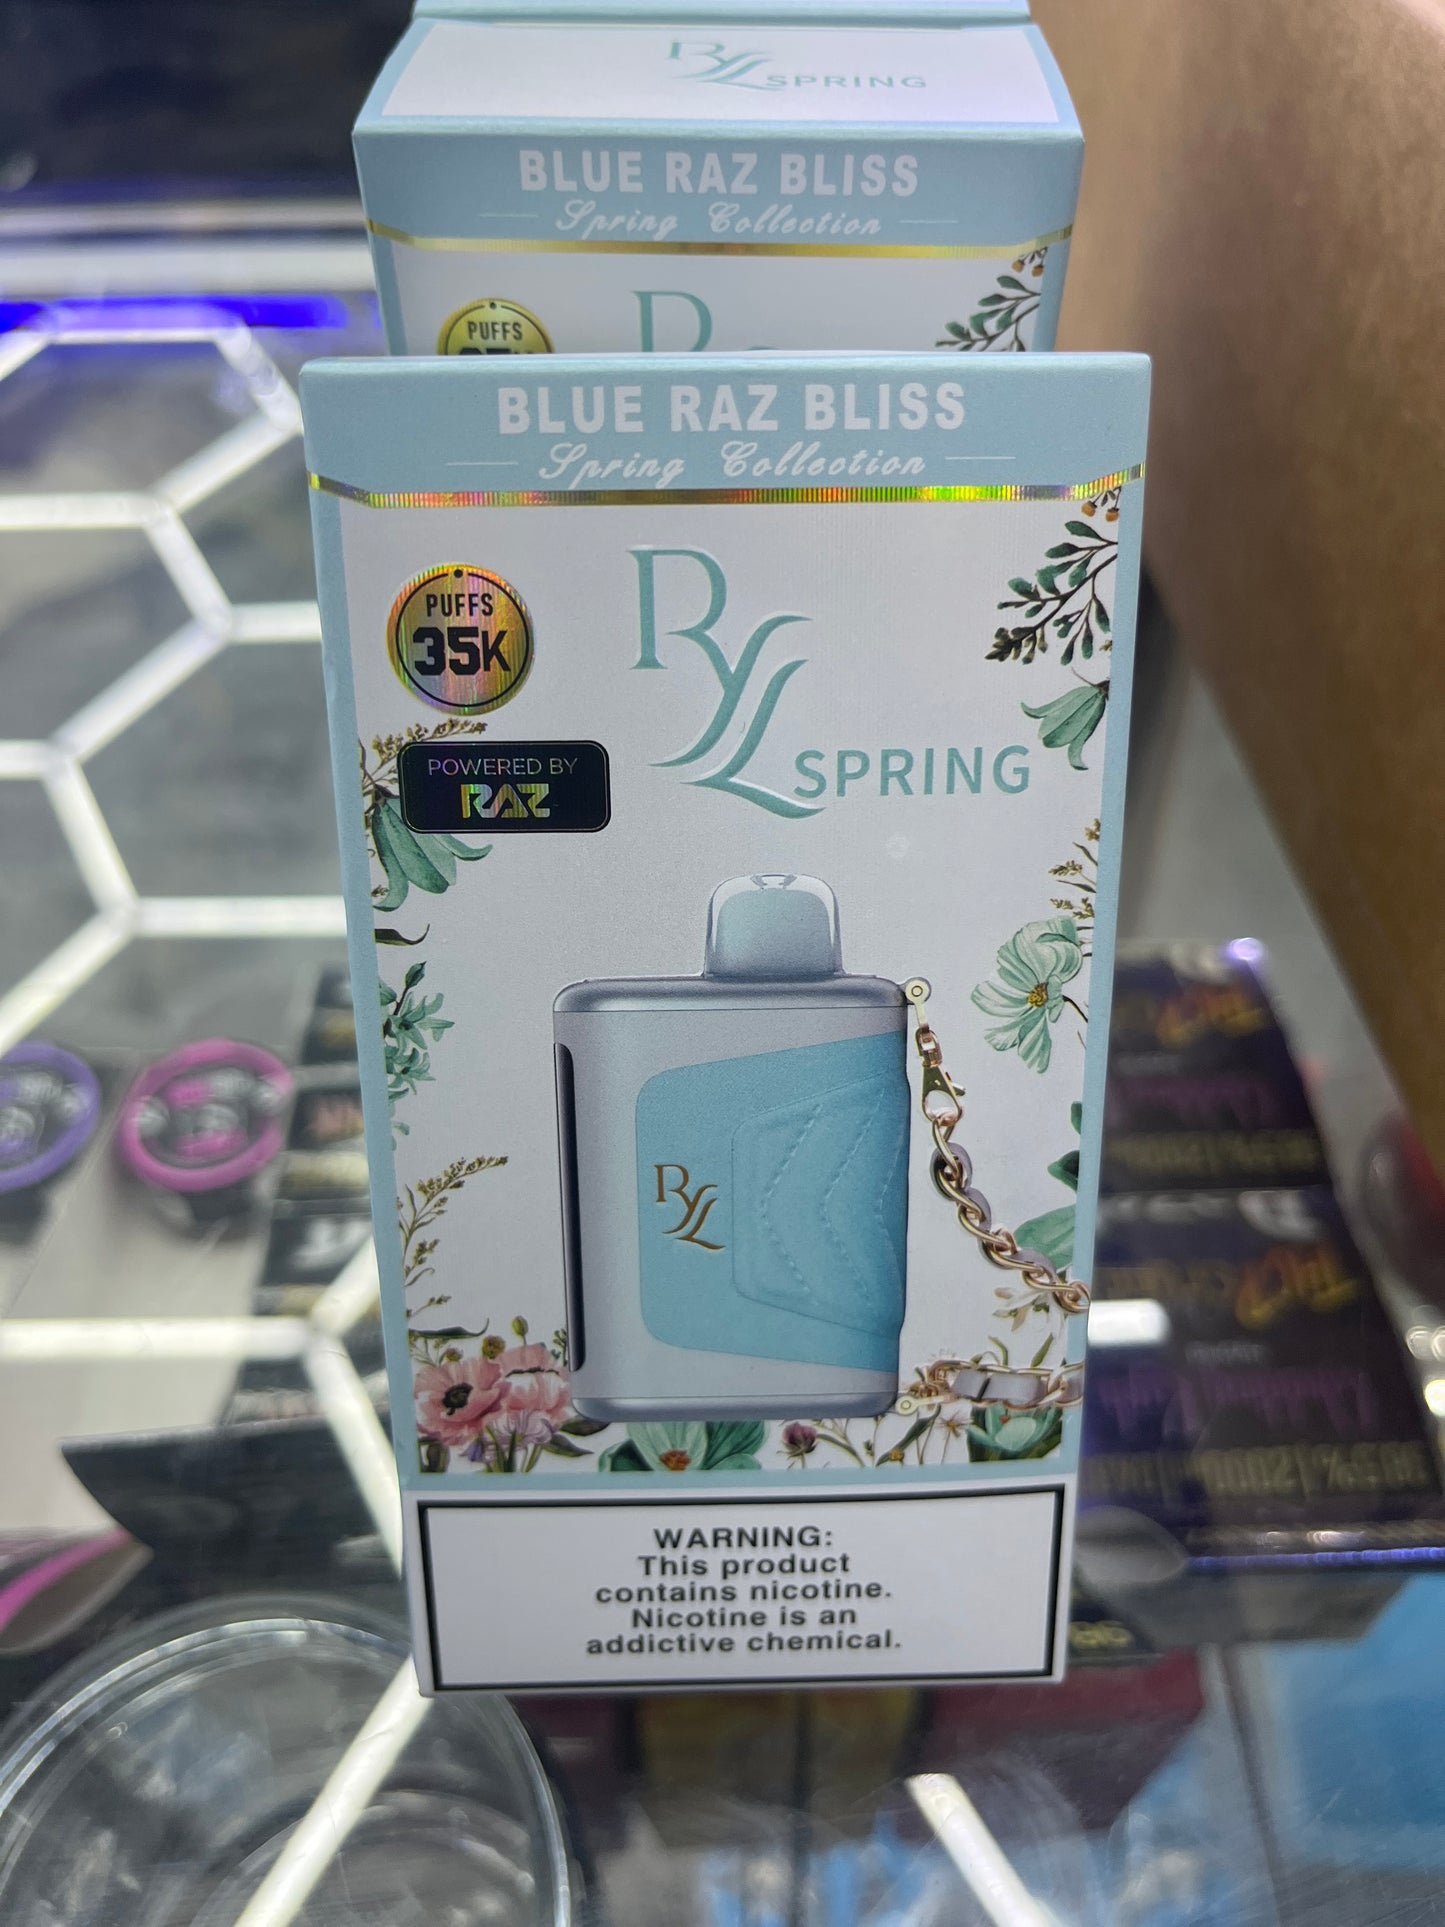 RYL SPRING
BLUE RAZ BLISS
Spring Collection
PUFFS
BLUE RAZ BLISS
Spring Collection
PUFFS
35K
RYL SPRING
POWERED BY
RAZ
RYL
WARNING:
This product
contains nicotine.
Nicotine is an
addictive chemical.